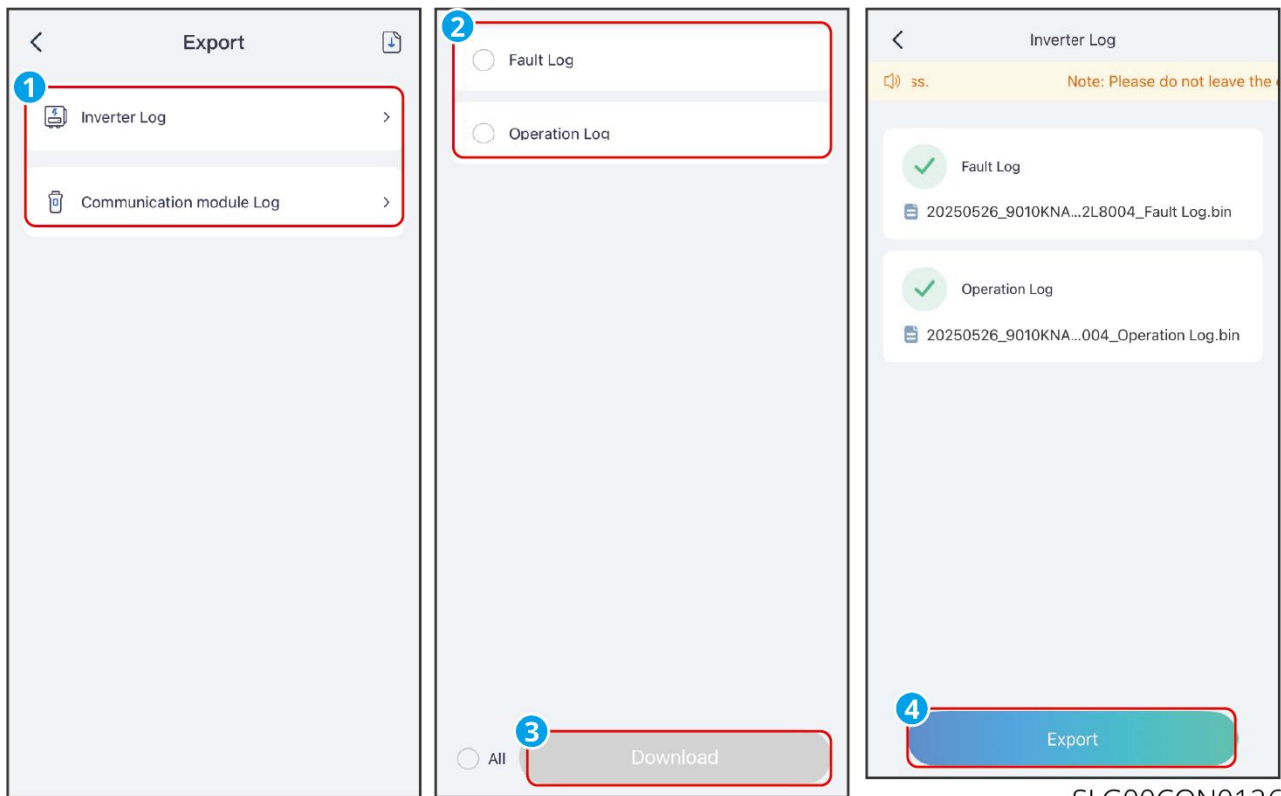 Export
1
Inverter Log
Communication module Log
2
Fault Log
Operation Log
All
3
Download
Inverter Log
ss. Note: Please do not leave the
Fault Log
20250526_9010KNA...2L8004_Fault Log.bin
Operation Log
20250526_9010KNA...004_Operation Log.bin
4
Export